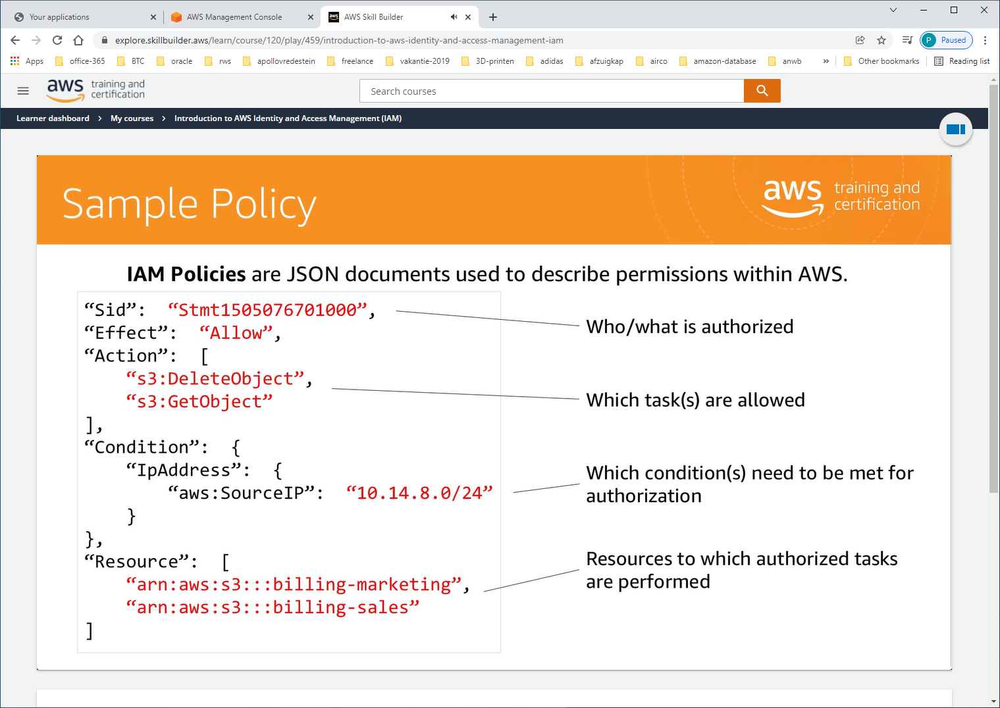 Your applications
AWS Management Console
aws
AWS Skill Builder
explore.skillbuilder.aws/learn/course/120/play/459/introduction-to-aws-identity-and-access-management-iam
P Paused
Apps office-365 BTC oracle rws apollovredestein freelance vakantie-2019 3D-printen adidas afzuigkap airco amazon-database anwb » Other bookmarks Reading list
aws training and
certification
Search courses
Learner dashboard > My courses > Introduction to AWS Identity and Access Management (IAM)
Sample Policy
aws training and
certification
IAM Policies are JSON documents used to describe permissions within AWS.
“Sid”: “Stmt1505076701000”,
“Effect”: “Allow”,
“Action”: [
“s3:DeleteObject”,
“s3:GetObject”
],
“Condition”: {
“IpAddress”: {
“aws:SourceIP”: “10.14.8.0/24”
}
},
“Resource”: [
“arn:aws:s3:::billing-marketing”,
“arn:aws:s3:::billing-sales”
]
Who/what is authorized
Which task(s) are allowed
Which condition(s) need to be met for
authorization
Resources to which authorized tasks
are performed